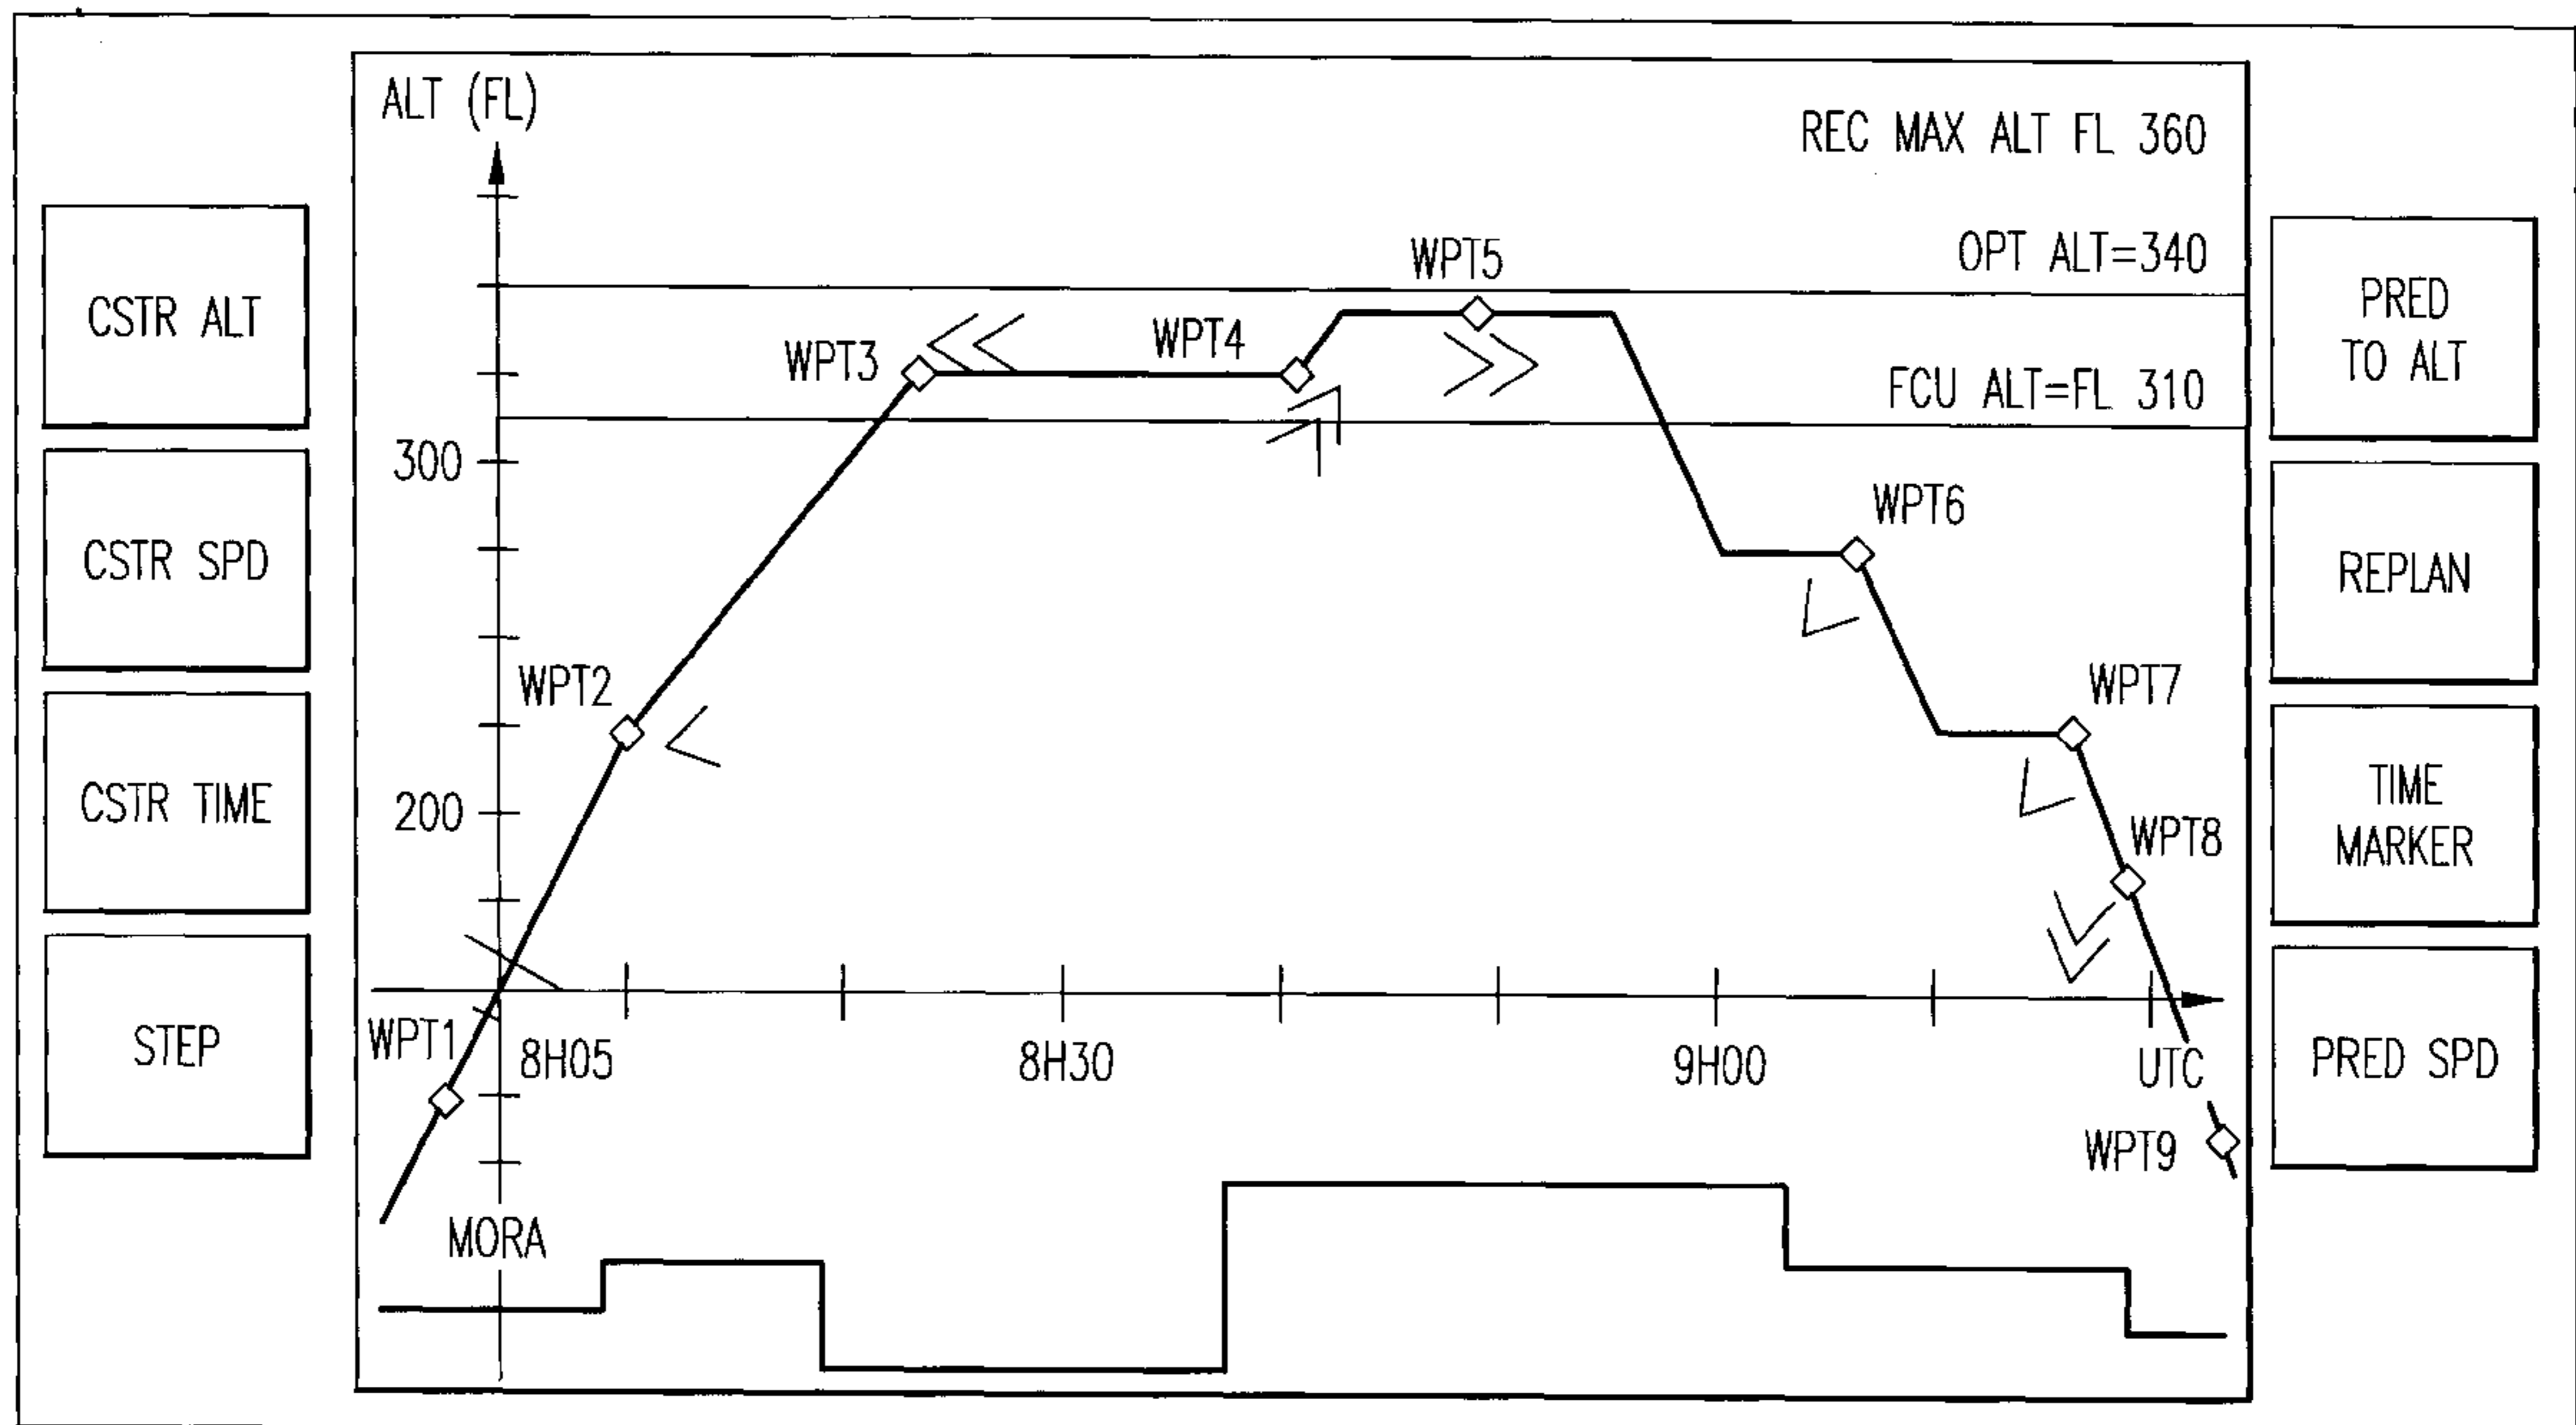 ALT (FL)
REC MAX ALT FL 360
OPT ALT=340
WPT5
FCU ALT=FL 310
WPT3
WPT4
300
WPT6
WPT2
WPT7
200
WPT8
WPT1
8H05
8H30
9H00
UTC
WPT9
MORA
CSTR ALT
CSTR SPD
CSTR TIME
STEP
PRED
TO ALT
REPLAN
TIME
MARKER
PRED SPD